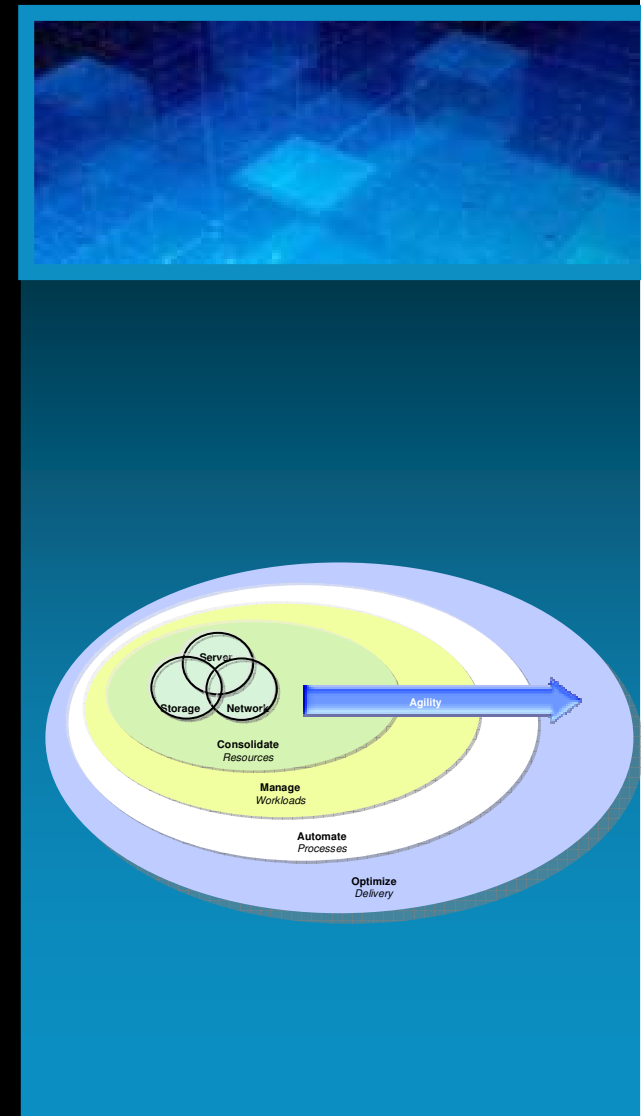 Server
Storage
Network
Agility
Consolidate
Resources
Manage
Workloads
Automate
Processes
Optimize
Delivery